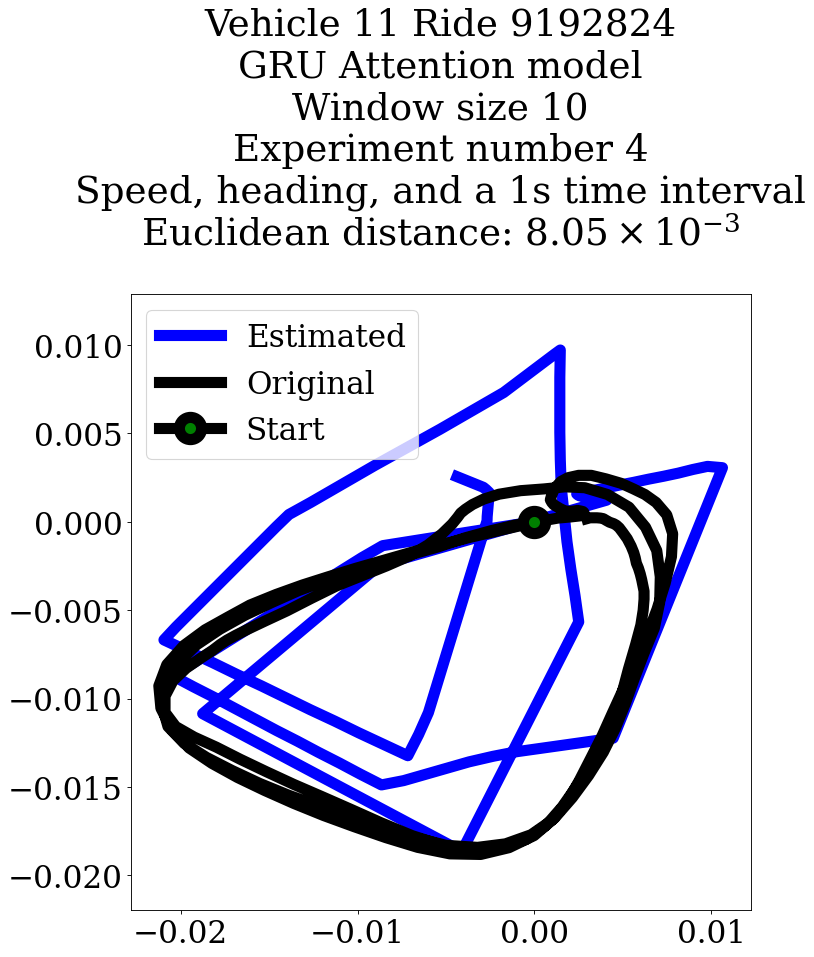 Vehicle 11 Ride 9192824
GRU Attention model
Window size 10
Experiment number 4
Speed, heading, and a 1s time interval
Euclidean distance: 8.05 × 10⁻³
Estimated
Original
Start
0.010
0.005
0.000
−0.005
−0.010
−0.015
−0.020
−0.02 −0.01 0.00 0.01